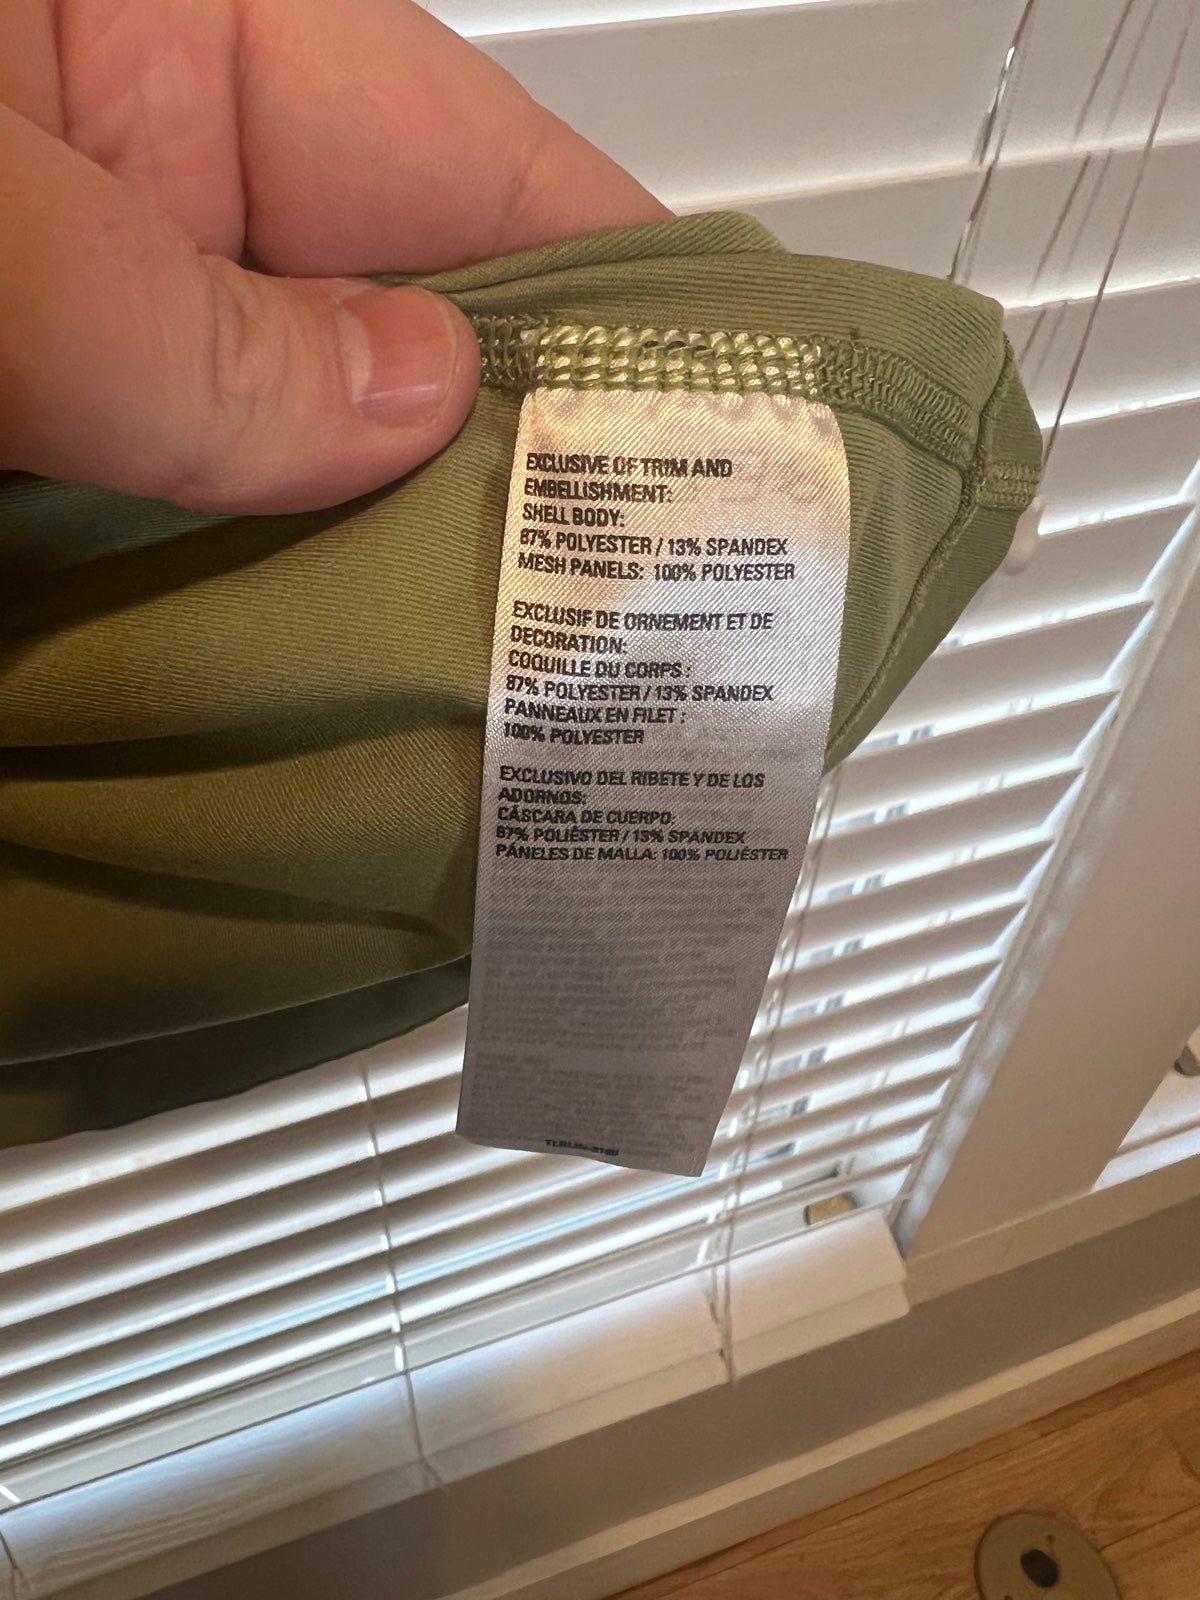 EXCLUSIVE OF TRIM AND
EMBELLISHMENT:
SHELL BODY:
87% POLYESTER / 13% SPANDEX
MESH PANELS: 100% POLYESTER
EXCLUSIF DE ORNEMENT ET DE
DECORATION:
COQUILLE DU CORPS :
87% POLYESTER / 13% SPANDEX
PANNEAUX EN FILET :
100% POLYESTER
EXCLUSIVO DEL RIBETE Y DE LOS
ADORNOS:
CÁSCARA DE CUERPO:
87% POLIÉSTER / 13% SPANDEX
PÁNELES DE MALLA: 100% POLIÉSTER